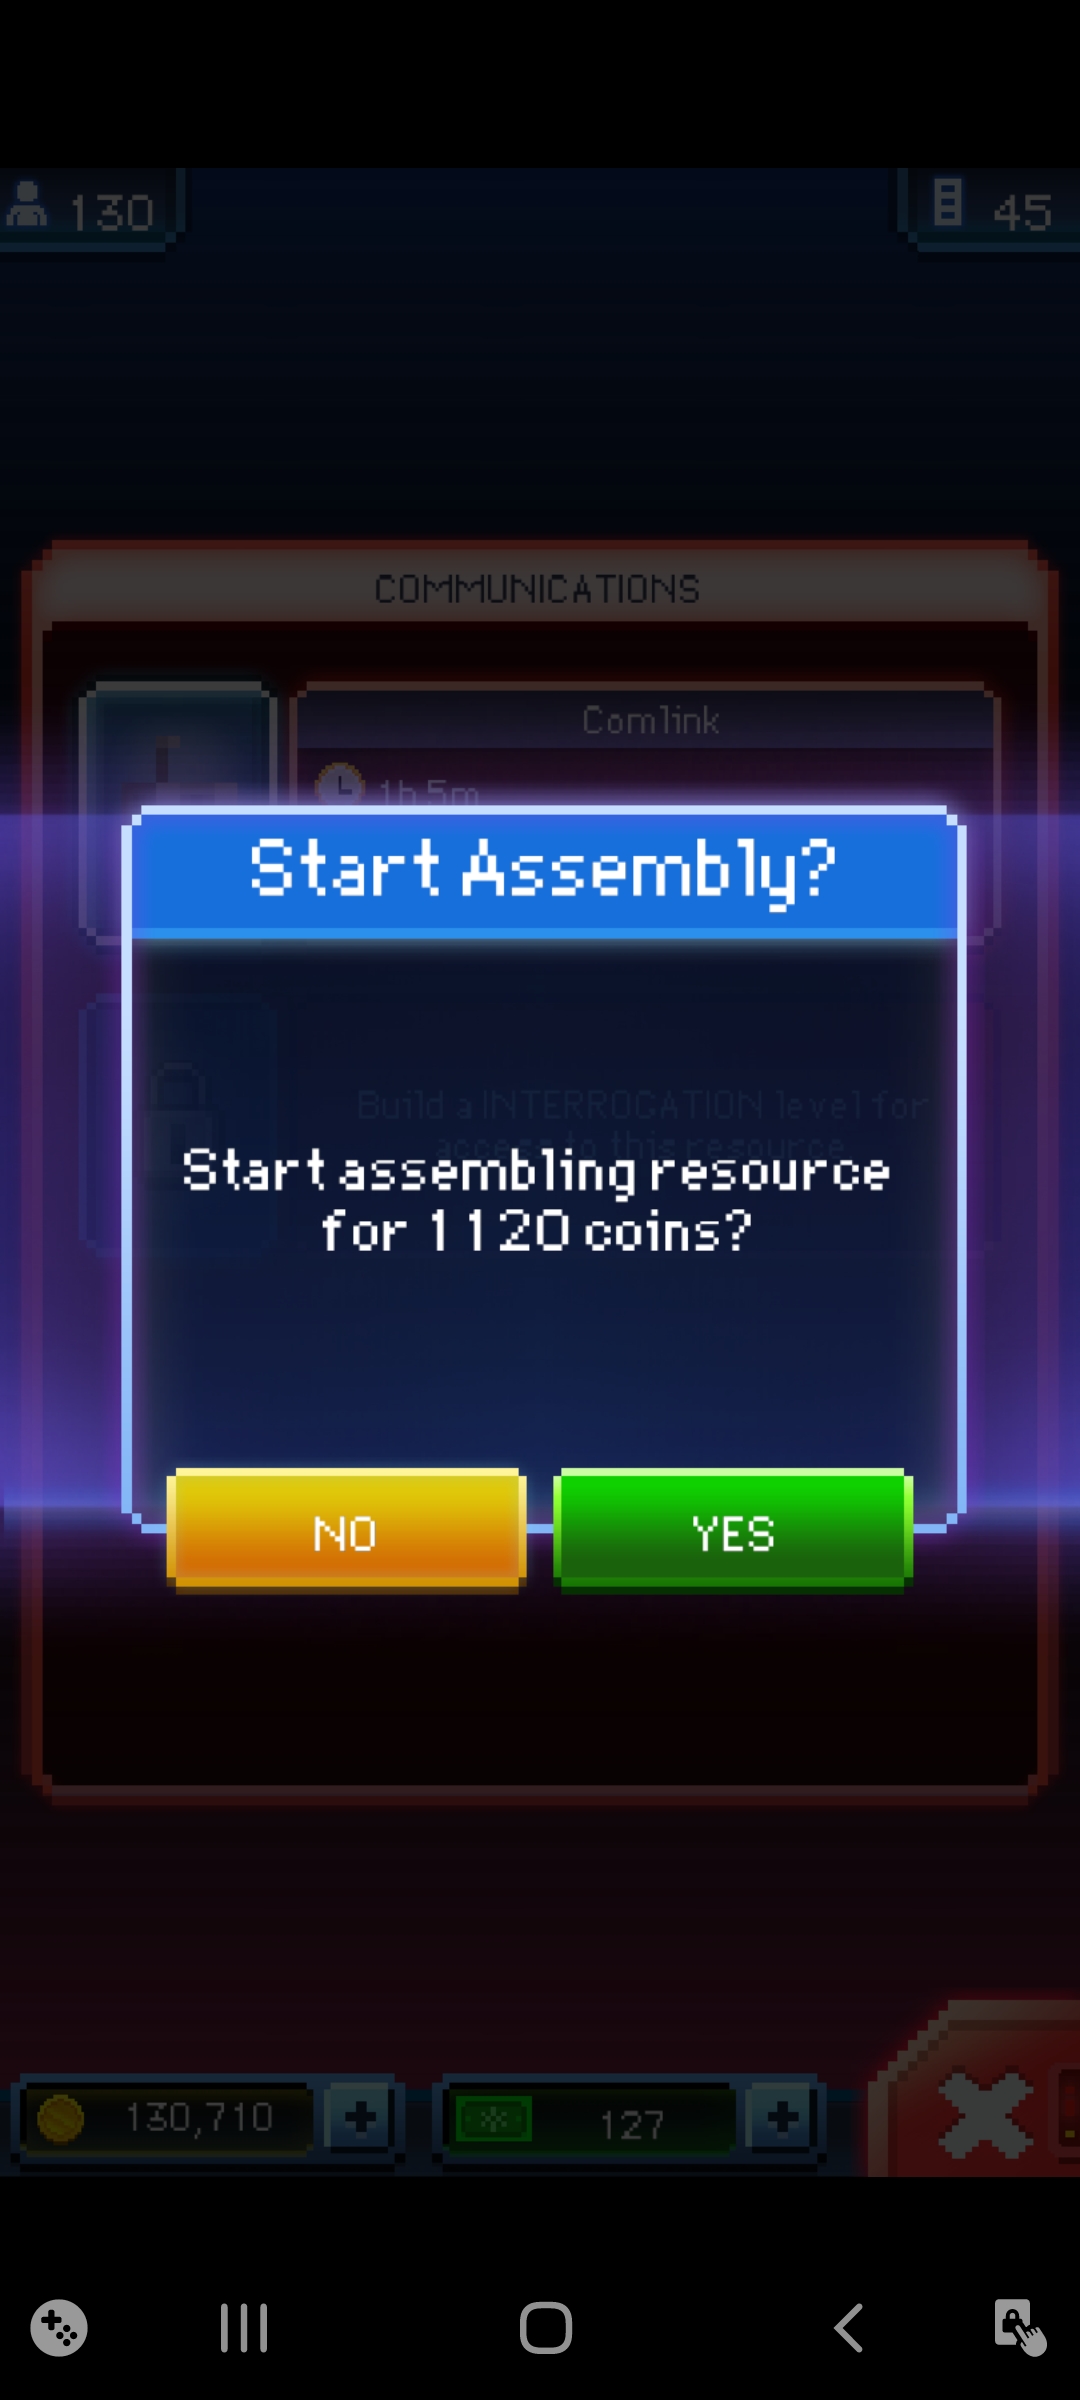 130
45
COMMUNICATIONS
Comlink
1h 5m
Start Assembly?
Build a INTERROGATION level for
access to this resource
Start assembling resource
for 1120 coins?
NO
YES
130,710
127